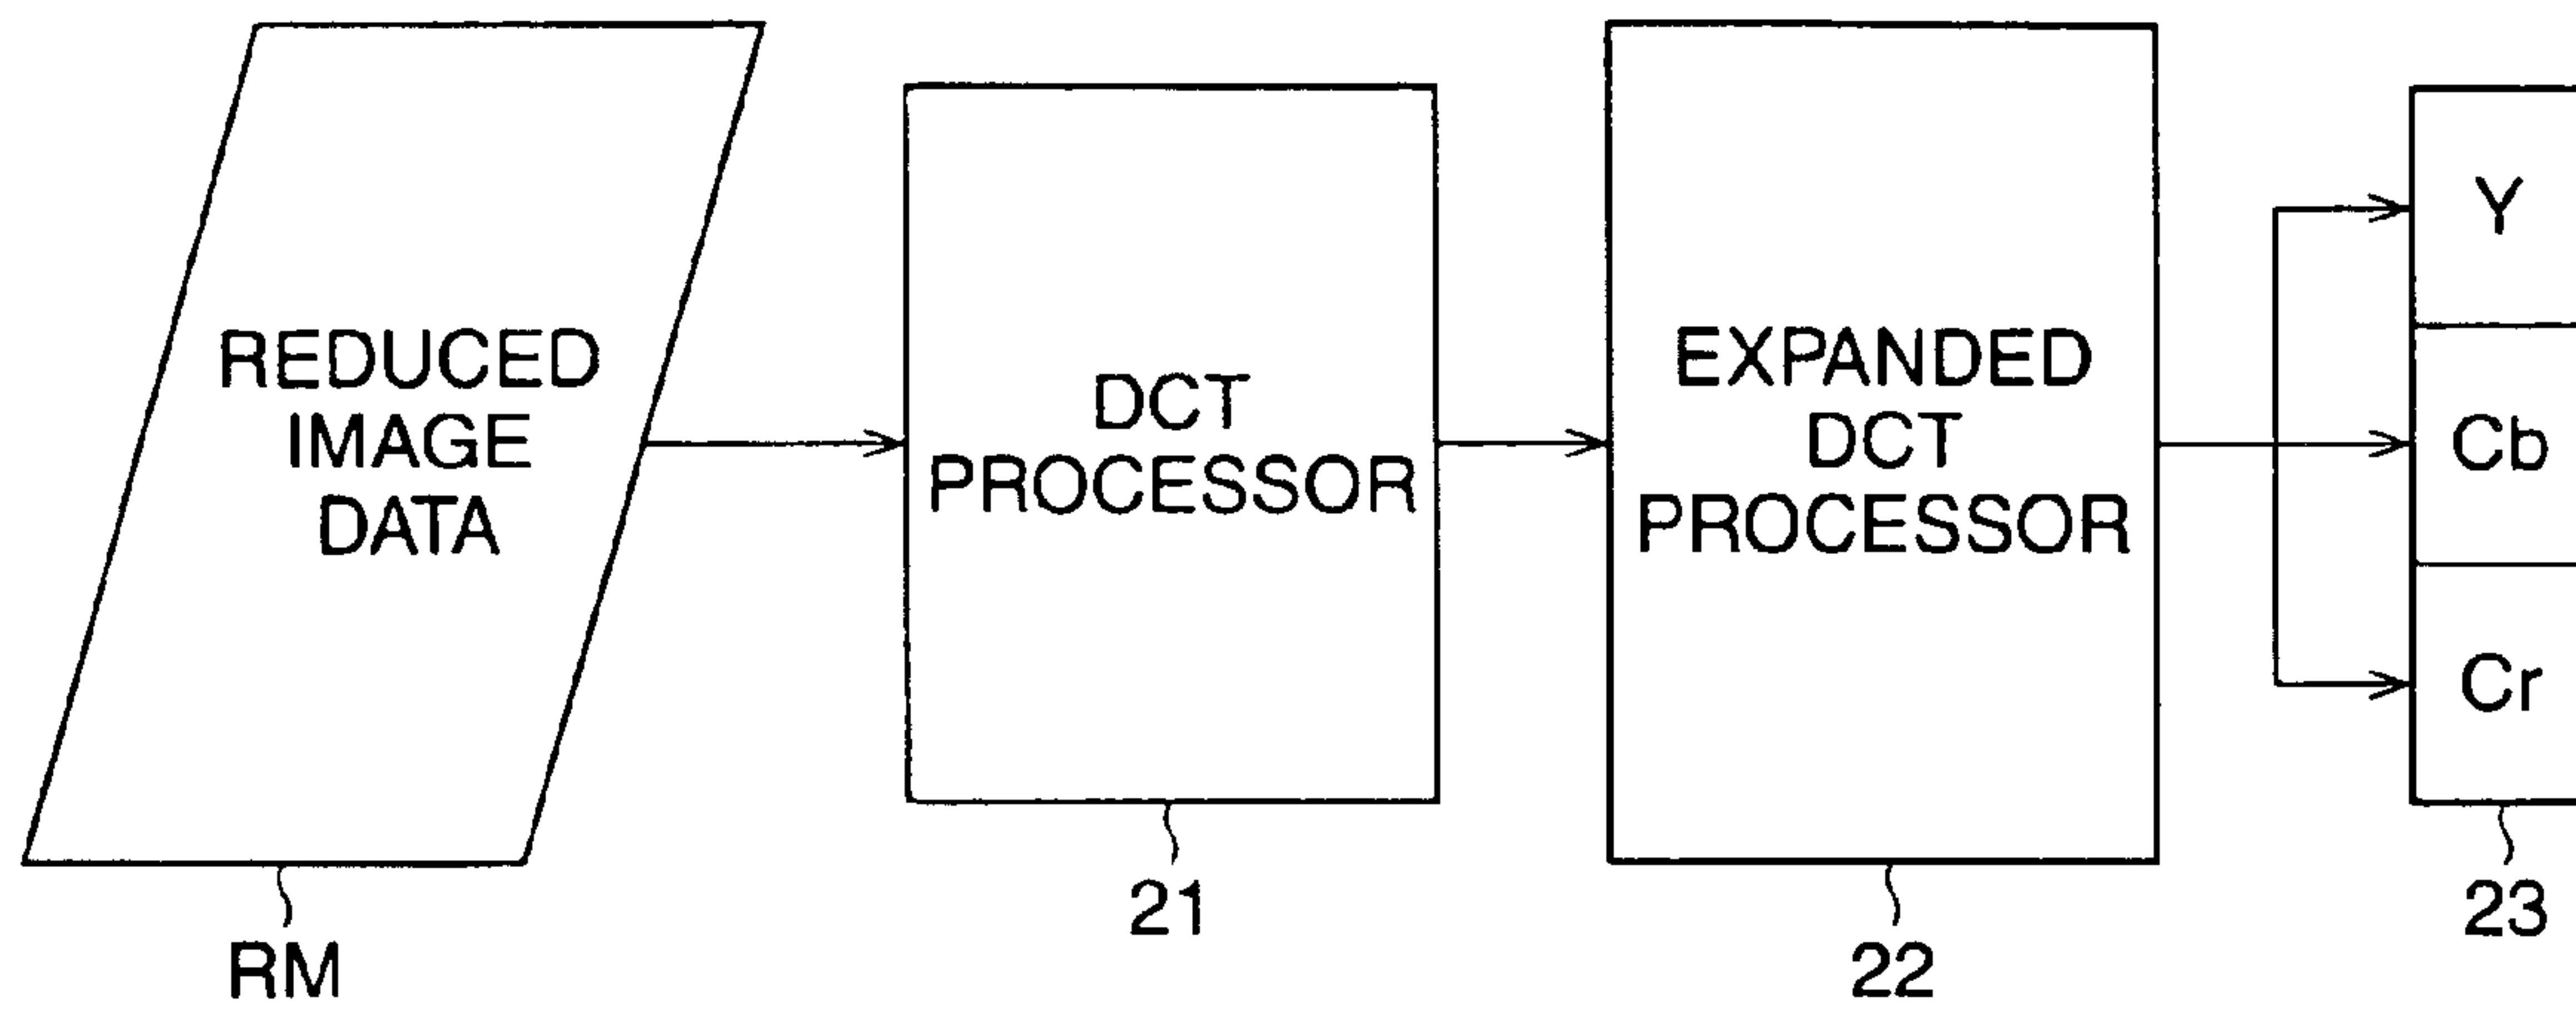 REDUCED
IMAGE
DATA
RM
DCT
PROCESSOR
21
EXPANDED
DCT
PROCESSOR
22
Y
Cb
Cr
23